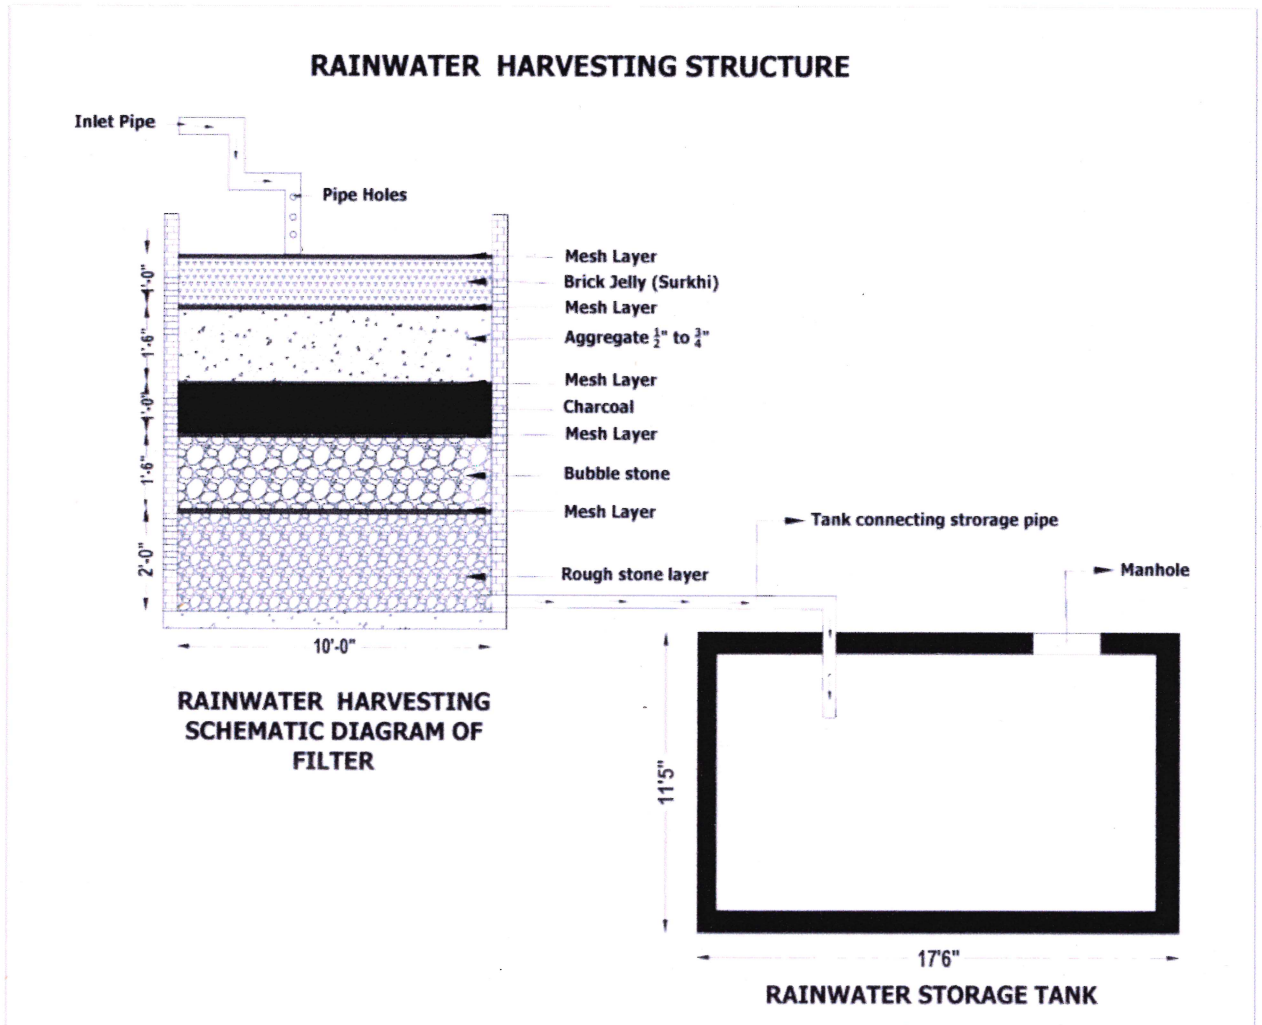 RAINWATER HARVESTING STRUCTURE
Inlet Pipe
Pipe Holes
Mesh Layer
Brick Jelly (Surkhi)
Mesh Layer
Aggregate ½" to ¾"
Mesh Layer
Charcoal
Mesh Layer
Bubble stone
Mesh Layer
Rough stone layer
1'-0"
1'-6"
1'-0"
1'-6"
2'-0"
10'-0"
RAINWATER HARVESTING
SCHEMATIC DIAGRAM OF
FILTER
Tank connecting strorage pipe
Manhole
11'5"
17'6"
RAINWATER STORAGE TANK